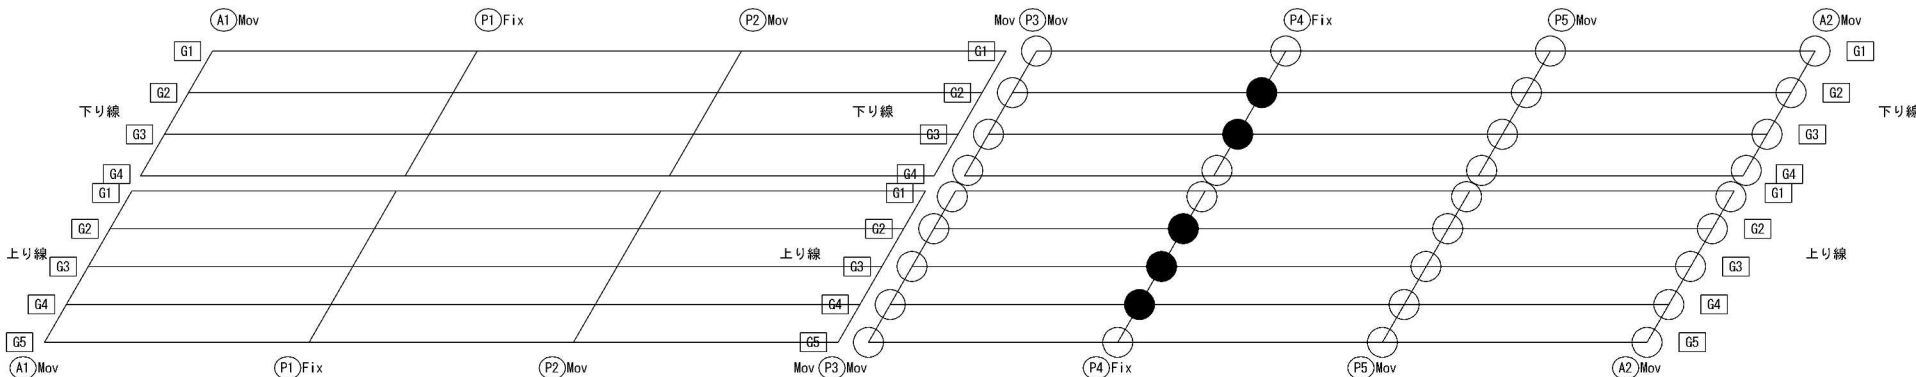 A1 Mov P1 Fix P2 Mov Mov P3 Mov P4 Fix P5 Mov A2 Mov
G1 G1 G1
G2 G2 G2
下り線 下り線 下り線
G3 G3 G3
G4 G4 G4
G1 G1 G1
G2 G2 G2
上り線 上り線 上り線
G3 G3 G3
G4 G4 G4
G5 G5 G5
A1 Mov P1 Fix P2 Mov Mov P3 Mov P4 Fix P5 Mov A2 Mov